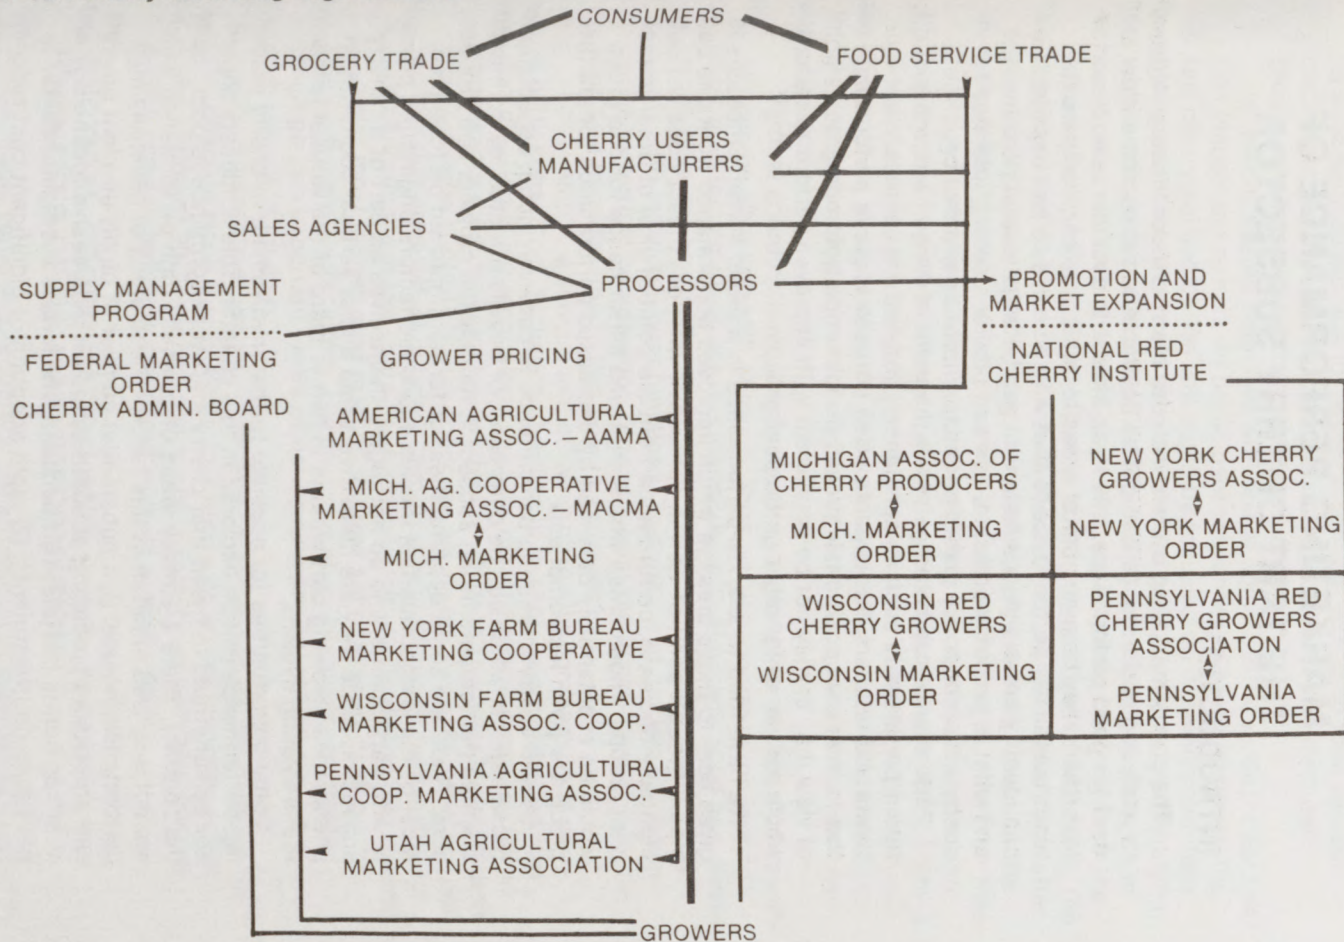 CONSUMERS
GROCERY TRADE
FOOD SERVICE TRADE
CHERRY USERS
MANUFACTURERS
SALES AGENCIES
PROCESSORS
SUPPLY MANAGEMENT
PROGRAM
FEDERAL MARKETING
ORDER
CHERRY ADMIN. BOARD
PROMOTION AND
MARKET EXPANSION
NATIONAL RED
CHERRY INSTITUTE
GROWER PRICING
AMERICAN AGRICULTURAL
MARKETING ASSOC. – AAMA
MICH. AG. COOPERATIVE
MARKETING ASSOC. – MACMA
MICH. MARKETING
ORDER
NEW YORK FARM BUREAU
MARKETING COOPERATIVE
WISCONSIN FARM BUREAU
MARKETING ASSOC. COOP.
PENNSYLVANIA AGRICULTURAL
COOP. MARKETING ASSOC.
UTAH AGRICULTURAL
MARKETING ASSOCIATION
MICHIGAN ASSOC. OF
CHERRY PRODUCERS
MICH. MARKETING
ORDER
NEW YORK CHERRY
GROWERS ASSOC.
NEW YORK MARKETING
ORDER
WISCONSIN RED
CHERRY GROWERS
WISCONSIN MARKETING
ORDER
PENNSYLVANIA RED
CHERRY GROWERS
ASSOCIATON
PENNSYLVANIA
MARKETING ORDER
GROWERS